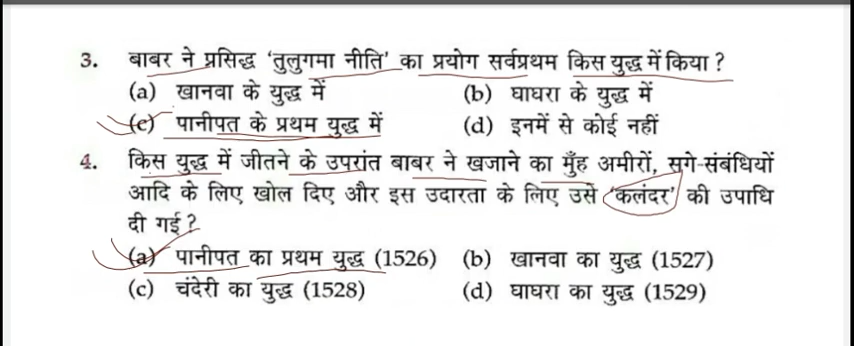 3. बाबर ने प्रसिद्ध 'तुलुगमा नीति' का प्रयोग सर्वप्रथम किस युद्ध में किया ?
(a) खानवा के युद्ध में (b) घाघरा के युद्ध में
(c) पानीपत के प्रथम युद्ध में (d) इनमें से कोई नहीं
4. किस युद्ध में जीतने के उपरांत बाबर ने खजाने का मुँह अमीरों, सगे-संबंधियों
आदि के लिए खोल दिए और इस उदारता के लिए उसे 'कलंदर' की उपाधि
दी गई ?
(a) पानीपत का प्रथम युद्ध (1526) (b) खानवा का युद्ध (1527)
(c) चंदेरी का युद्ध (1528) (d) घाघरा का युद्ध (1529)